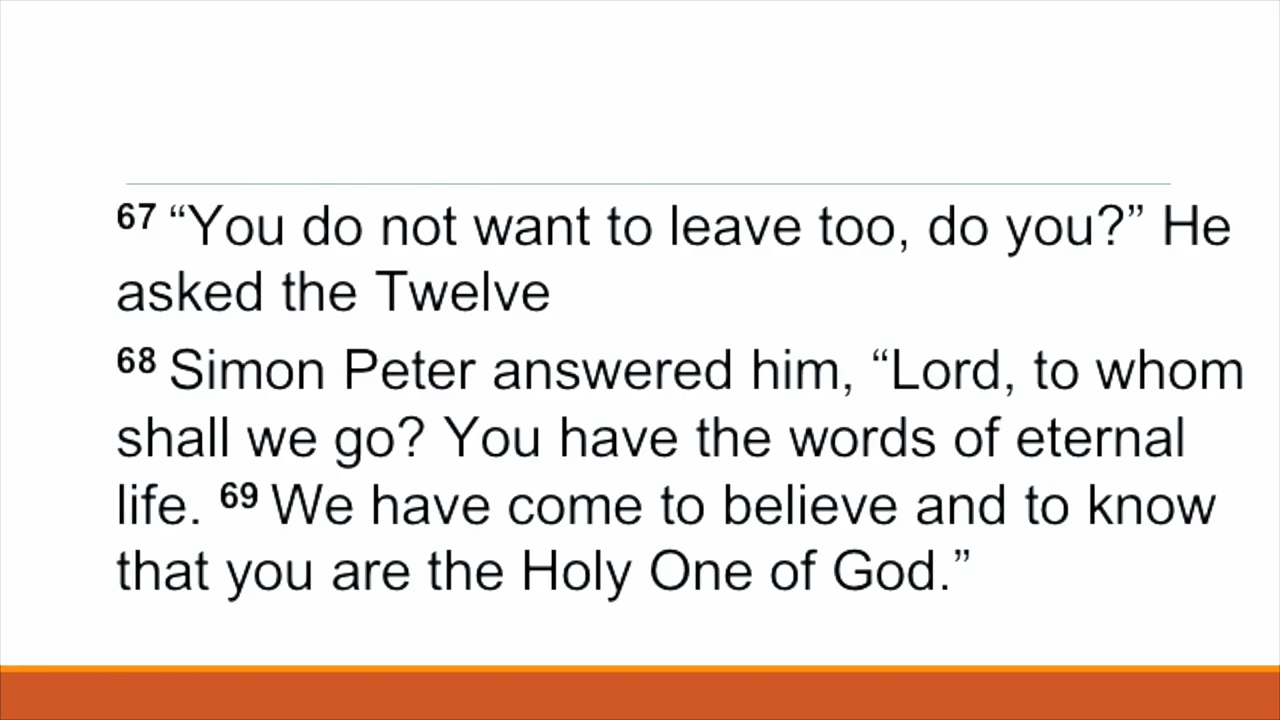 67 “You do not want to leave too, do you?” He
asked the Twelve
68 Simon Peter answered him, “Lord, to whom
shall we go? You have the words of eternal
life. 69 We have come to believe and to know
that you are the Holy One of God.”